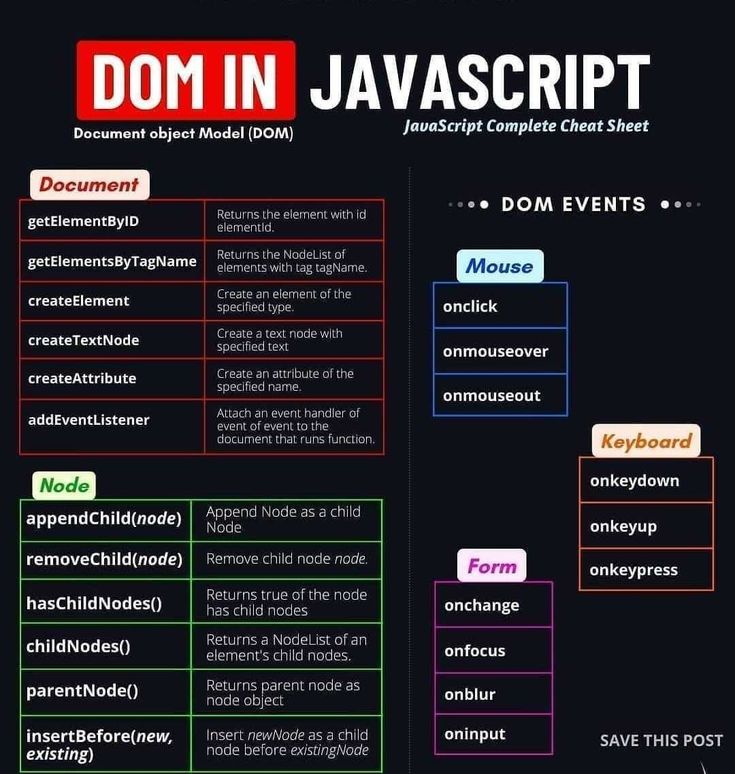 DOM IN JAVASCRIPT
Document object Model (DOM)
JavaScript Complete Cheat Sheet
Document
getElementByID
Returns the element with id
elementId.
getElementsByTagName
Returns the NodeList of
elements with tag tagName.
createElement
Create an element of the
specified type.
createTextNode
Create a text node with
specified text
createAttribute
Create an attribute of the
specified name.
addEventListener
Attach an event handler of
event of event to the
document that runs function.
Node
appendChild(node)
Append Node as a child
Node
removeChild(node)
Remove child node node.
hasChildNodes()
Returns true of the node
has child nodes
childNodes()
Returns a NodeList of an
element's child nodes.
parentNode()
Returns parent node as
node object
insertBefore(new,
existing)
Insert newNode as a child
node before existingNode
DOM EVENTS
Mouse
onclick
onmouseover
onmouseout
Keyboard
onkeydown
onkeyup
onkeypress
Form
onchange
onfocus
onblur
oninput
SAVE THIS POST